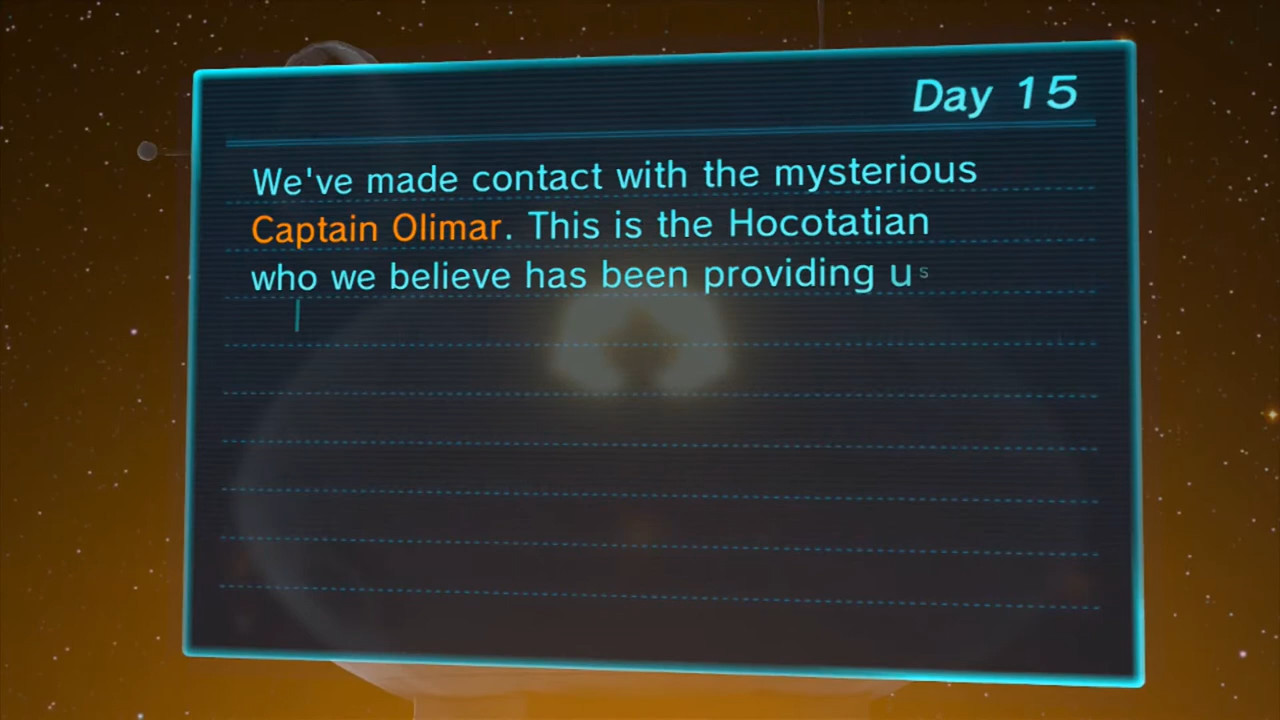 Day 15
We've made contact with the mysterious
Captain Olimar. This is the Hocotatian
who we believe has been providing us